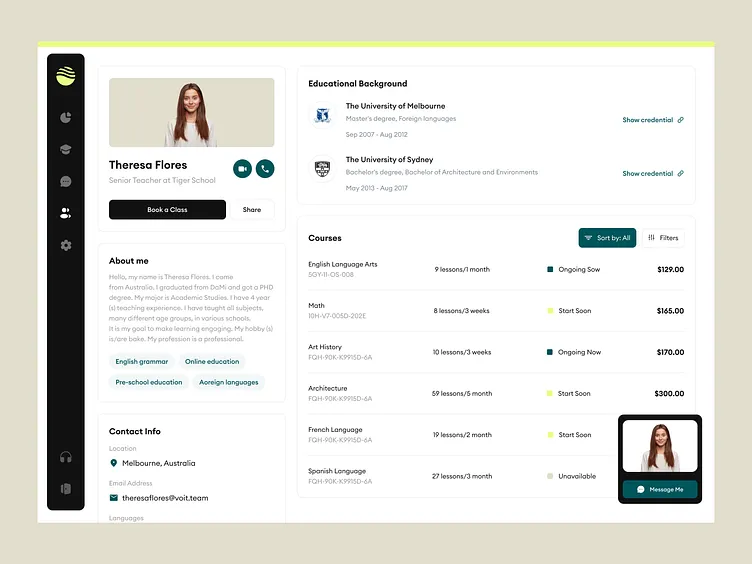 Theresa Flores
Senior Teacher at Tiger School
Book a Class
Share
About me
Hello, my name is Theresa Flores. I come
from Australia. I graduated from DaMi and got a PHD
degree. My major is Academic Studies. I have 4 year
(s) teaching experience. I have taught all subjects,
many different age groups, in various schools.
It is my goal to make learning engaging. My hobby (s)
is/are bake. My profession is a professional.
English grammar
Online education
Pre-school education
Aoreign languages
Contact Info
Location
Melbourne, Australia
Email Address
theresaflores@voit.team
Languages
Educational Background
The University of Melbourne
Master's degree, Foreign languages
Sep 2007 - Aug 2012
Show credential
The University of Sydney
Bachelor's degree, Bachelor of Architecture and Environments
May 2013 - Aug 2017
Show credential
Courses
Sort by: All
Filters
English Language Arts
SGY-11-OS-008
9 lessons/1 month
Ongoing Sow
$129.00
Math
10H-V7-005D-202E
8 lessons/3 weeks
Start Soon
$165.00
Art History
FQH-90K-K9915D-6A
10 lessons/3 weeks
Ongoing Now
$170.00
Architecture
FQH-90K-K9915D-6A
59 lessons/5 month
Start Soon
$300.00
French Language
FQH-90K-K9915D-6A
19 lessons/2 month
Start Soon
Spanish Language
FQH-90K-K9915D-6A
27 lessons/3 month
Unavailable
Message Me